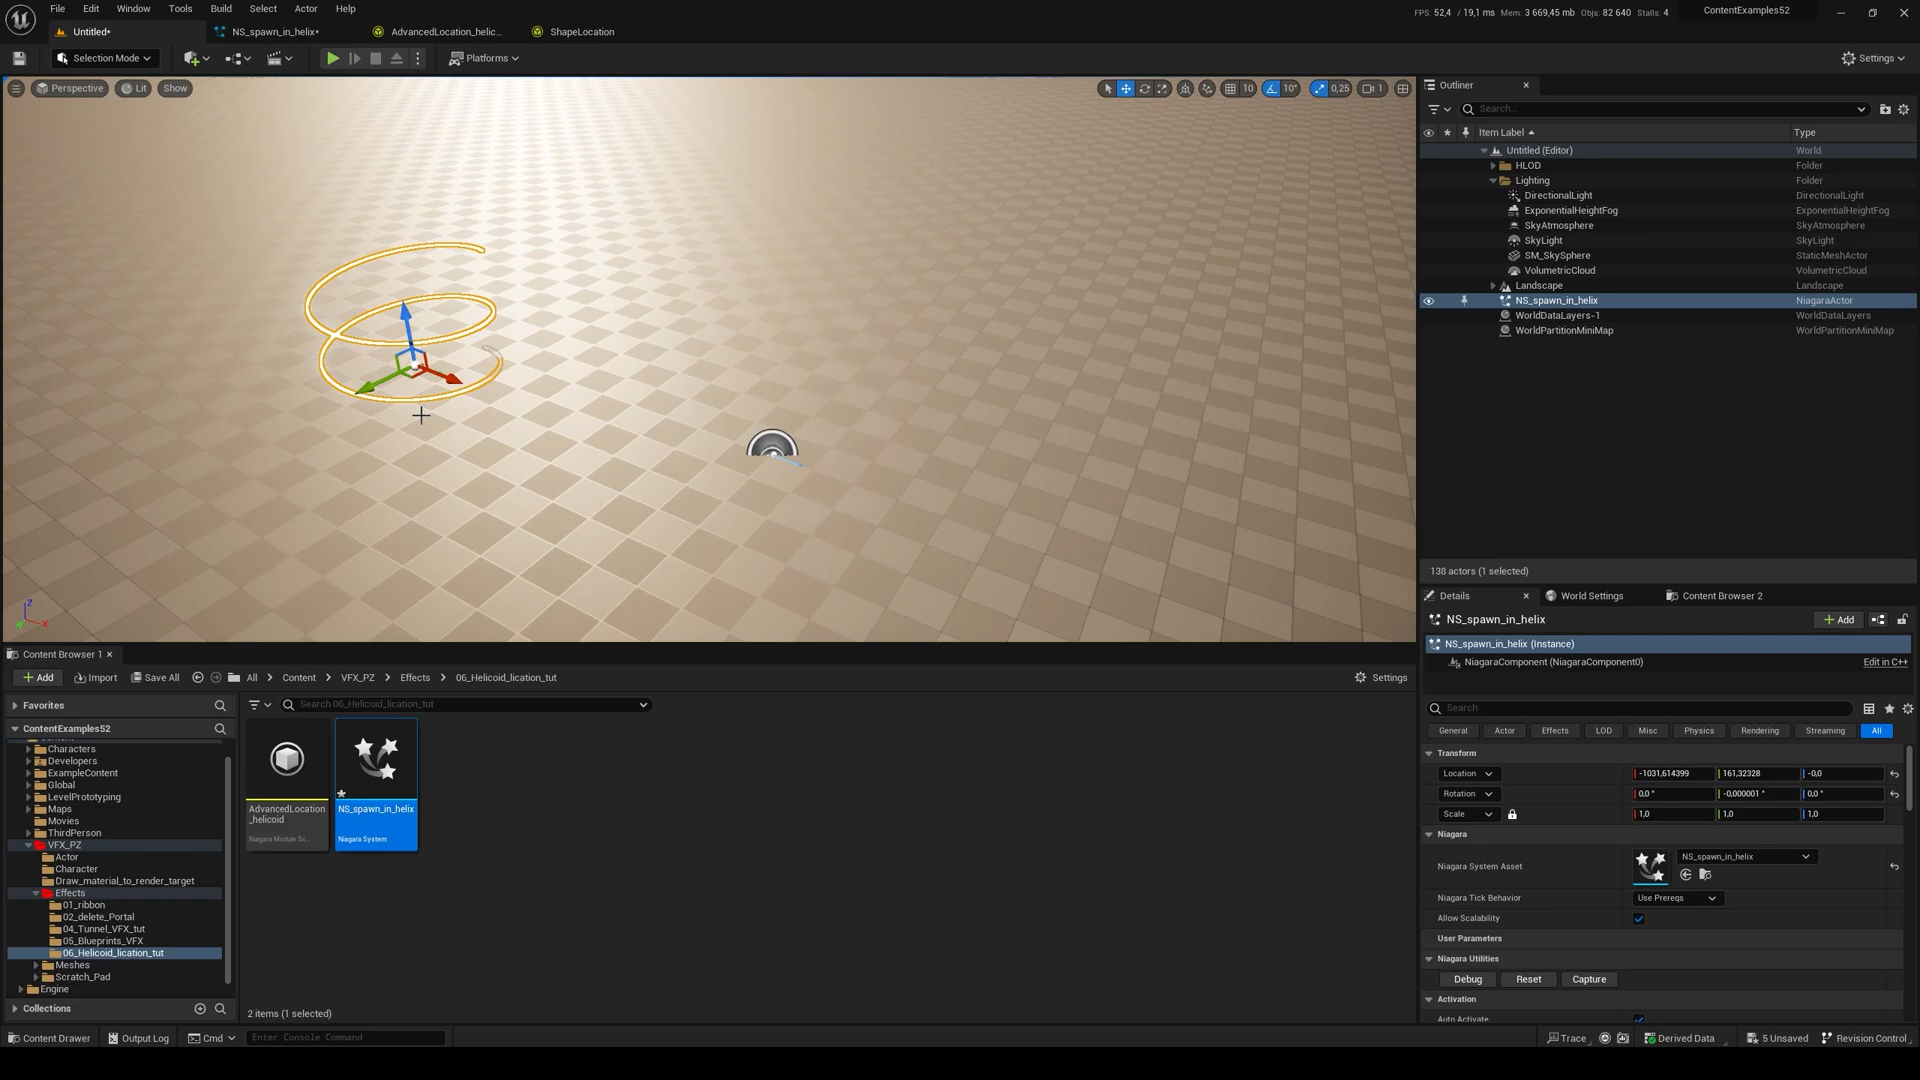 File Edit Window Tools Build Select Actor Help
FPS: 52,4 / 19,1 ms Mem: 3 669,45 mb Objs: 82 640 Stalls: 4
ContentExamples52
Untitled*
NS_spawn_in_helix*
AdvancedLocation_helic...
ShapeLocation
Selection Mode
Platforms
Settings
Perspective
Lit
Show
10
10°
0,25
1
Z
X
Outliner
Search...
Item Label
Type
Untitled (Editor) World
HLOD Folder
Lighting Folder
DirectionalLight DirectionalLight
ExponentialHeightFog ExponentialHeightFog
SkyAtmosphere SkyAtmosphere
SkyLight SkyLight
SM_SkySphere StaticMeshActor
VolumetricCloud VolumetricCloud
Landscape Landscape
NS_spawn_in_helix NiagaraActor
WorldDataLayers-1 WorldDataLayers
WorldPartitionMiniMap WorldPartitionMiniMap
138 actors (1 selected)
Details
World Settings
Content Browser 2
NS_spawn_in_helix
Add
NS_spawn_in_helix (Instance)
NiagaraComponent (NiagaraComponent0)
Edit in C++
Search
General Actor Effects LOD Misc Physics Rendering Streaming All
Transform
Location -1031,614399 161,32328 -0,0
Rotation 0,0 ° -0,000001 ° 0,0 °
Scale 1,0 1,0 1,0
Niagara
Niagara System Asset
NS_spawn_in_helix
Niagara Tick Behavior
Use Prereqs
Allow Scalability
User Parameters
Niagara Utilities
Debug Reset Capture
Activation
Auto Activate
Content Browser 1
Add
Import
Save All
All > Content > VFX_PZ > Effects > 06_Helicoid_lication_tut
Settings
Favorites
Search 06_Helicoid_lication_tut
ContentExamples52
Characters
Developers
ExampleContent
Global
LevelPrototyping
Maps
Movies
ThirdPerson
VFX_PZ
Actor
Character
Draw_material_to_render_target
Effects
01_ribbon
02_delete_Portal
04_Tunnel_VFX_tut
05_Blueprints_VFX
06_Helicoid_lication_tut
Meshes
Scratch_Pad
Engine
Collections
AdvancedLocation
_helicoid
Niagara Module Sc...
NS_spawn_in_helix
Niagara System
2 items (1 selected)
Content Drawer
Output Log
Cmd
Enter Console Command
Trace
Derived Data
5 Unsaved
Revision Control